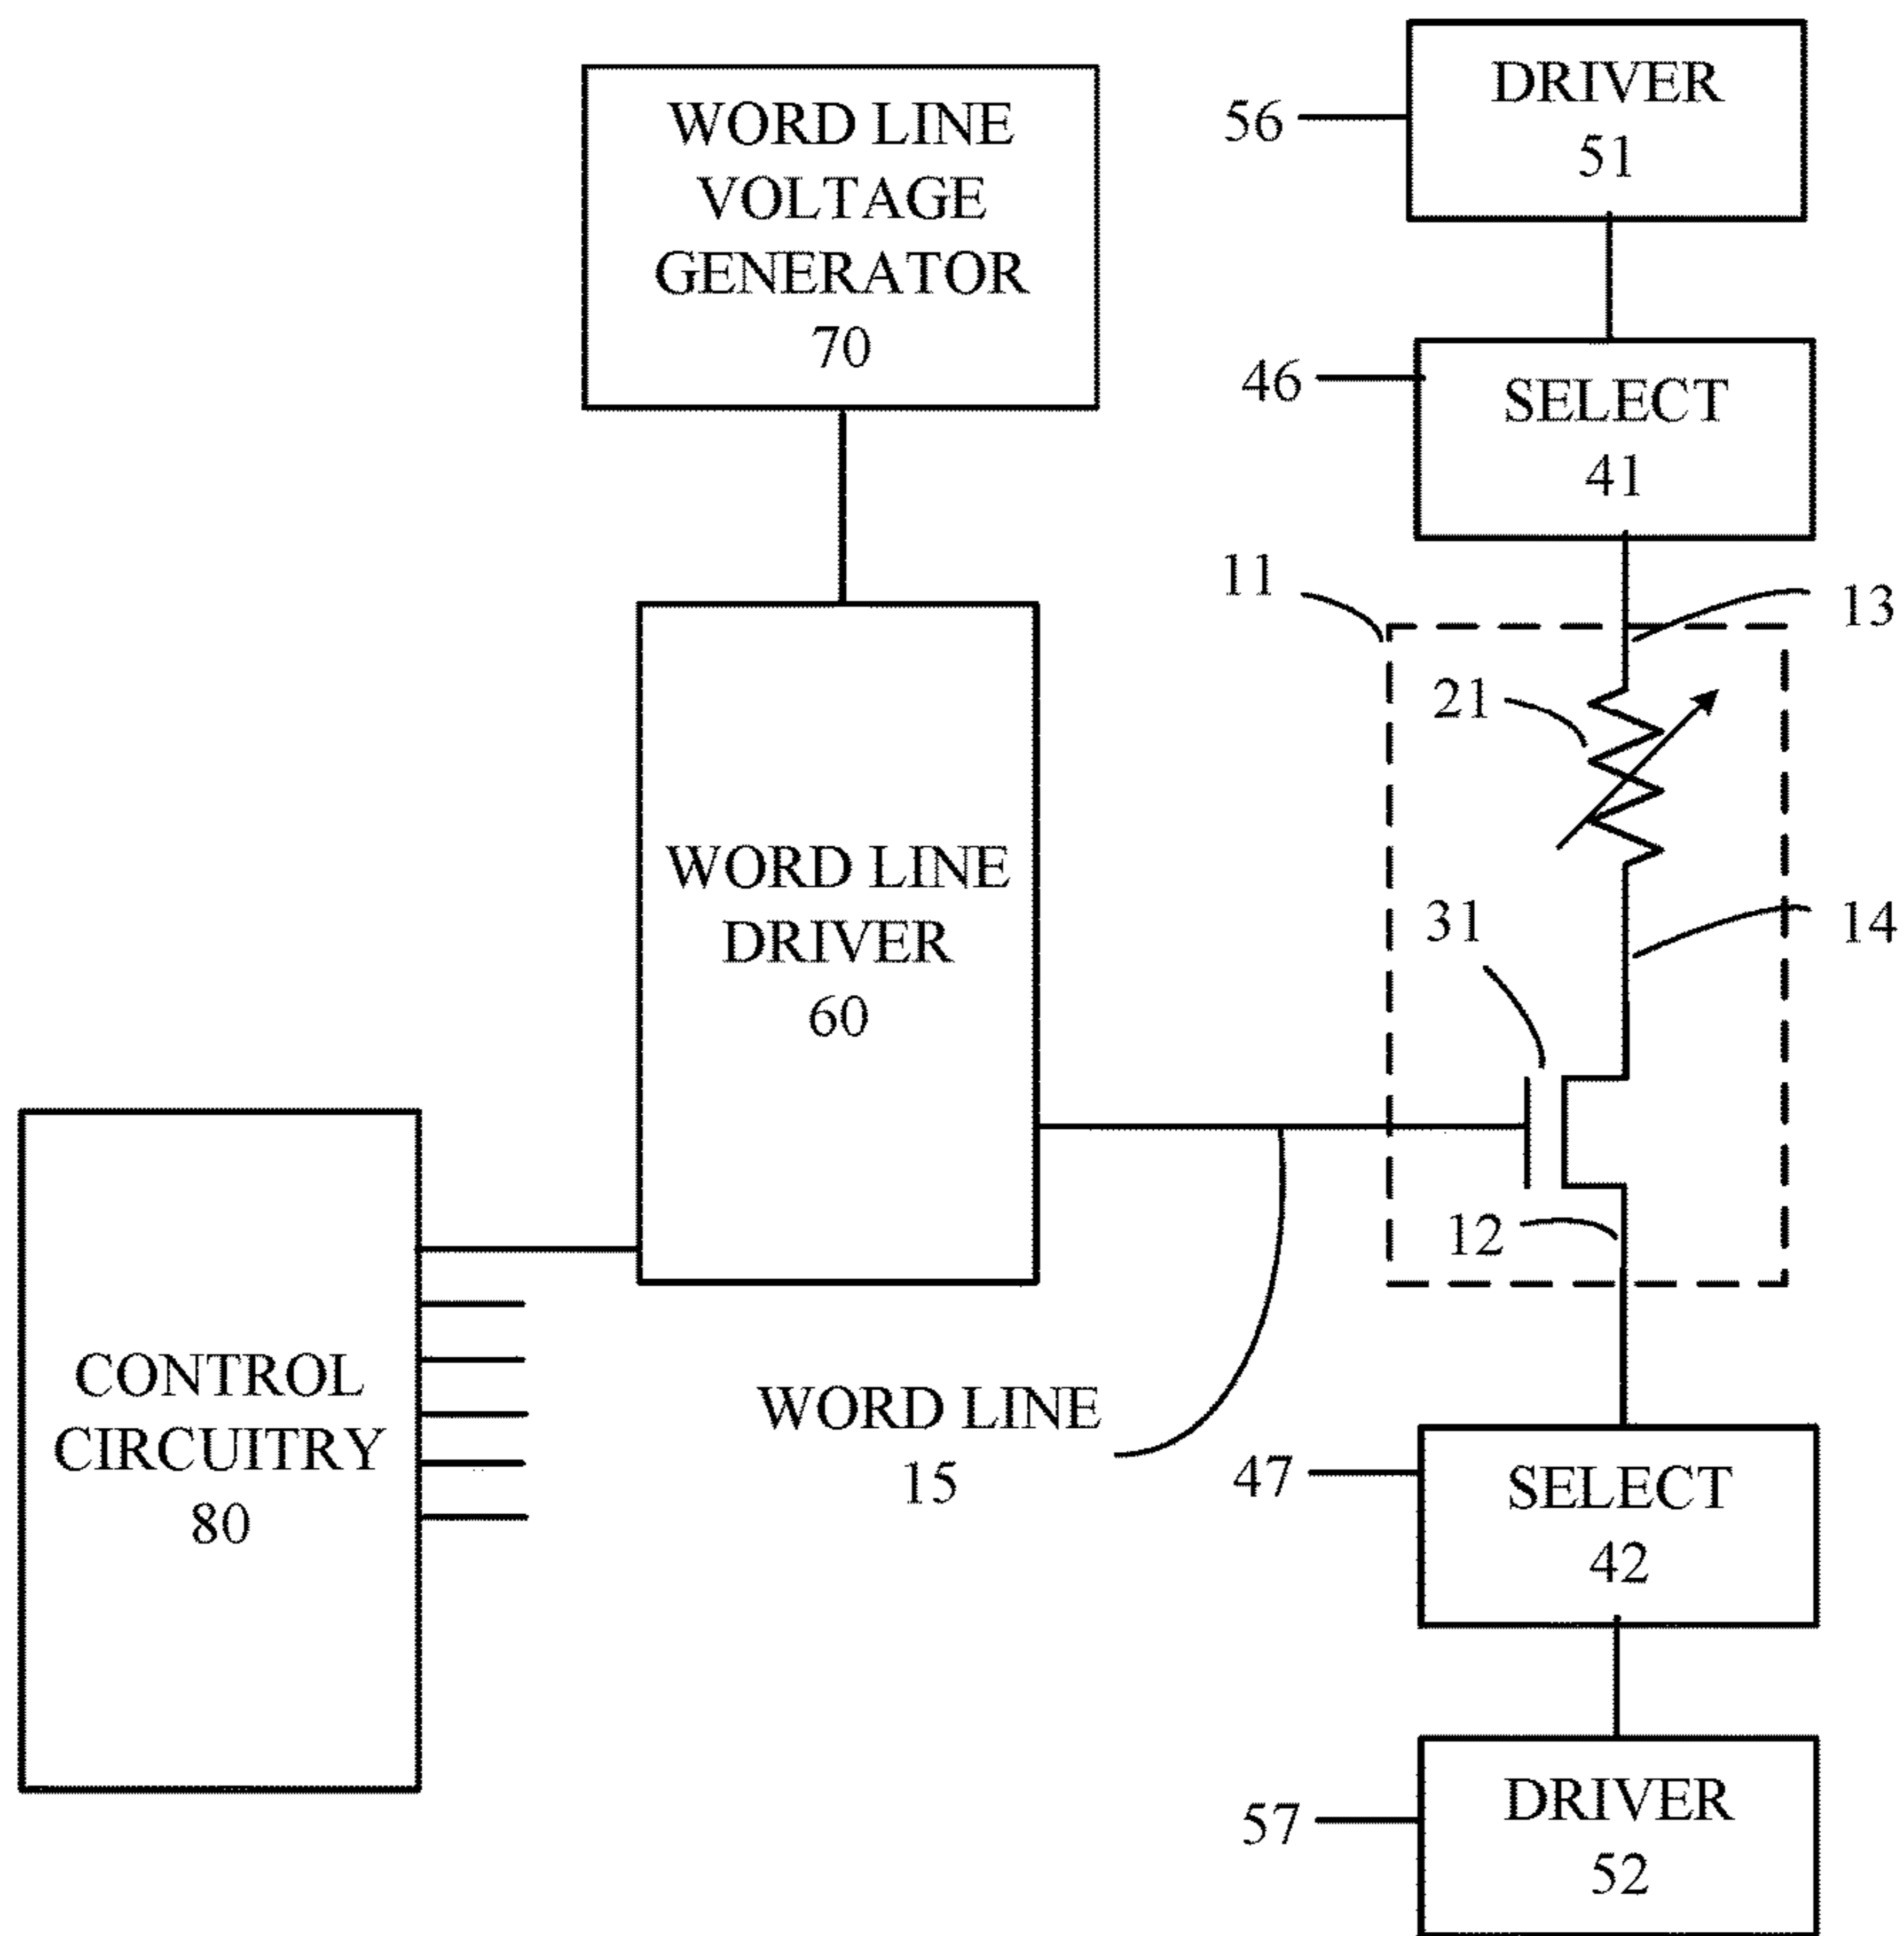 WORD LINE
VOLTAGE
GENERATOR
70
56
DRIVER
51
46
SELECT
41
11
13
21
WORD LINE
DRIVER
60
31
14
12
CONTROL
CIRCUITRY
80
WORD LINE
15
47
SELECT
42
57
DRIVER
52